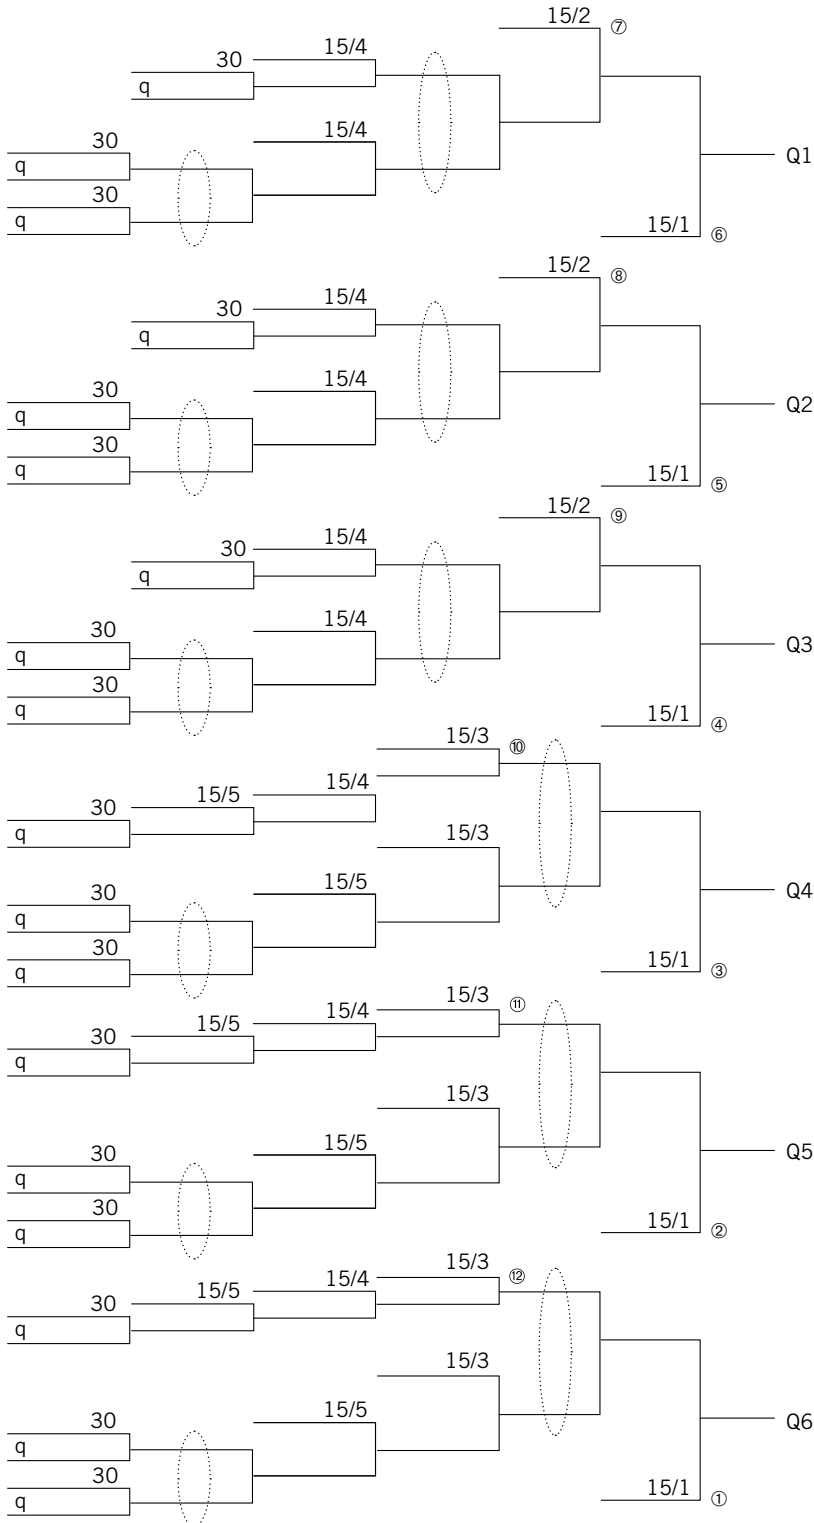 15/2 ⑦
15/4
30
q
15/4
30
q
30
q
Q1
15/1 ⑥
15/2 ⑧
15/4
30
q
15/4
30
q
30
q
Q2
15/1 ⑤
15/2 ⑨
15/4
30
q
15/4
30
q
30
q
Q3
15/1 ④
15/3 ⑩
15/4
15/5
30
q
15/3
15/5
30
q
30
q
Q4
15/1 ③
15/3 ⑪
15/4
15/5
30
q
15/3
15/5
30
q
30
q
Q5
15/1 ②
15/3 ⑫
15/4
15/5
30
q
15/3
15/5
30
q
30
q
Q6
15/1 ①